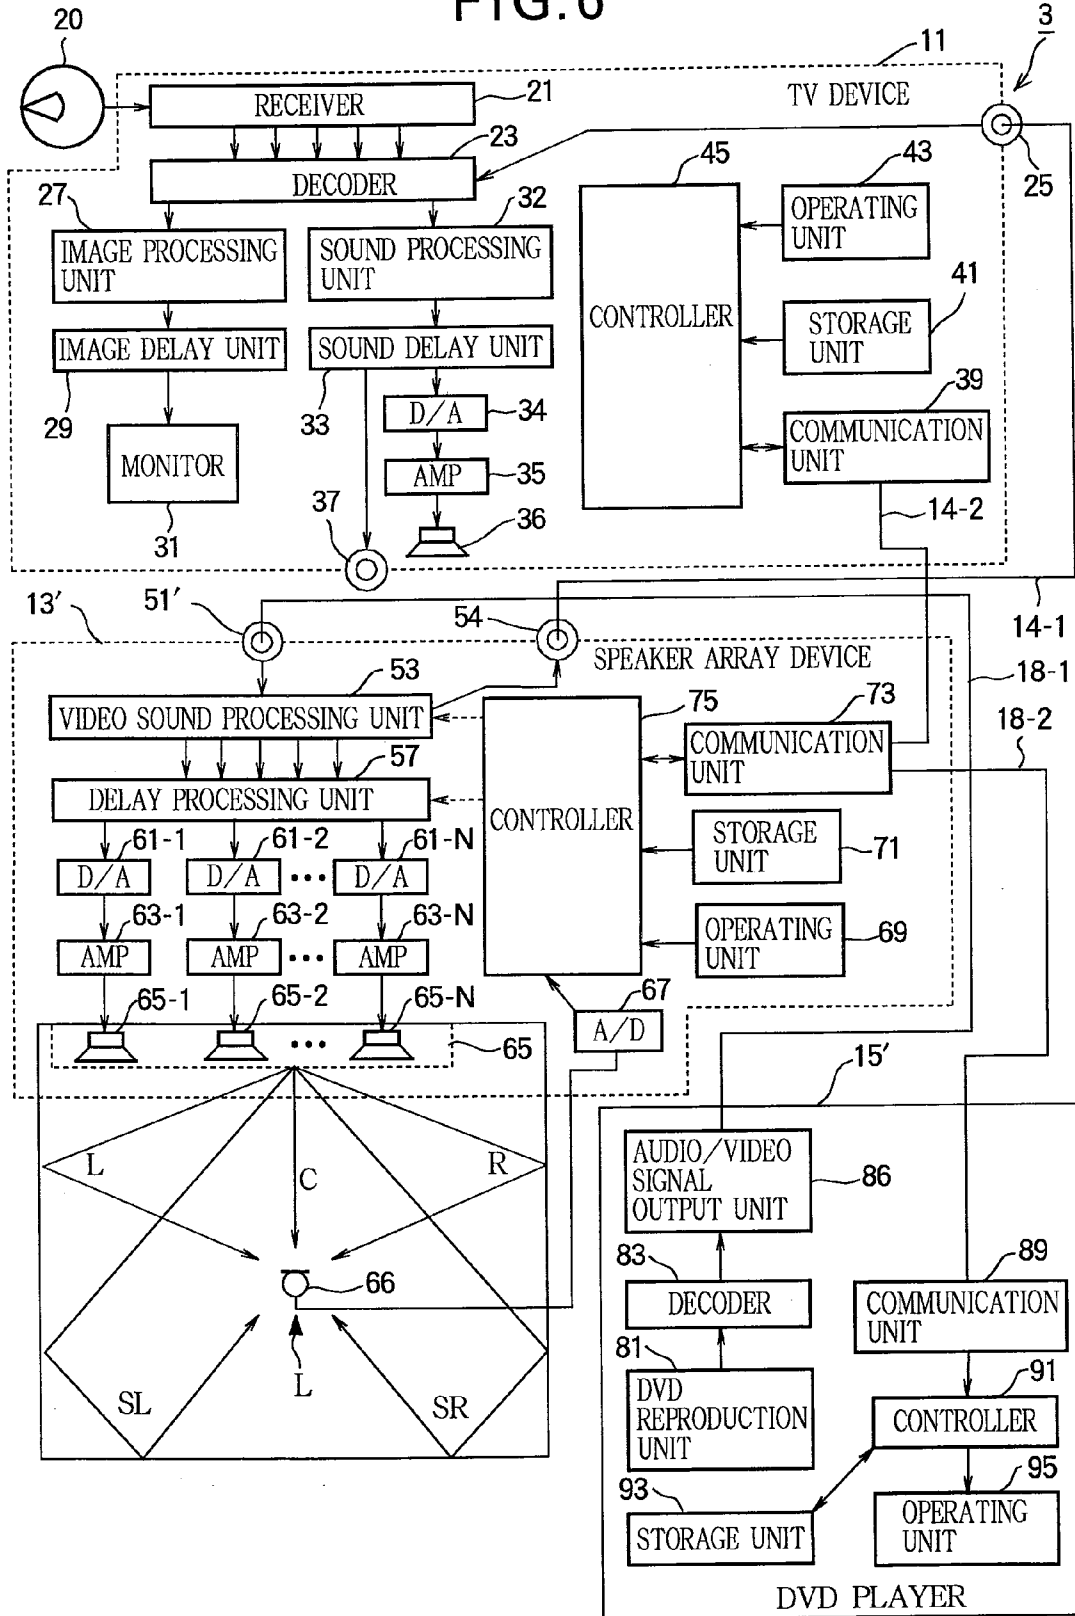 FIG. 6
20
3
11
RECEIVER
21
TV DEVICE
23
DECODER
25
45
43
27
32
OPERATING
UNIT
IMAGE PROCESSING
UNIT
SOUND PROCESSING
UNIT
41
CONTROLLER
STORAGE
UNIT
IMAGE DELAY UNIT
SOUND DELAY UNIT
29
33
D/A
34
39
COMMUNICATION
UNIT
MONITOR
AMP
35
31
37
36
14-2
13′
51′
54
14-1
SPEAKER ARRAY DEVICE
18-1
53
75
73
18-2
VIDEO SOUND PROCESSING UNIT
COMMUNICATION
UNIT
57
DELAY PROCESSING UNIT
CONTROLLER
STORAGE
UNIT
71
61-1
61-2
61-N
D/A
D/A
•••
D/A
63-1
63-2
63-N
OPERATING
UNIT
69
AMP
AMP
•••
AMP
65-1
65-2
65-N
67
A/D
•••
65
15′
L
R
C
AUDIO/VIDEO
SIGNAL
OUTPUT UNIT
86
66
83
89
DECODER
COMMUNICATION
UNIT
81
L
91
SL
SR
DVD
REPRODUCTION
UNIT
CONTROLLER
93
95
STORAGE UNIT
OPERATING
UNIT
DVD PLAYER